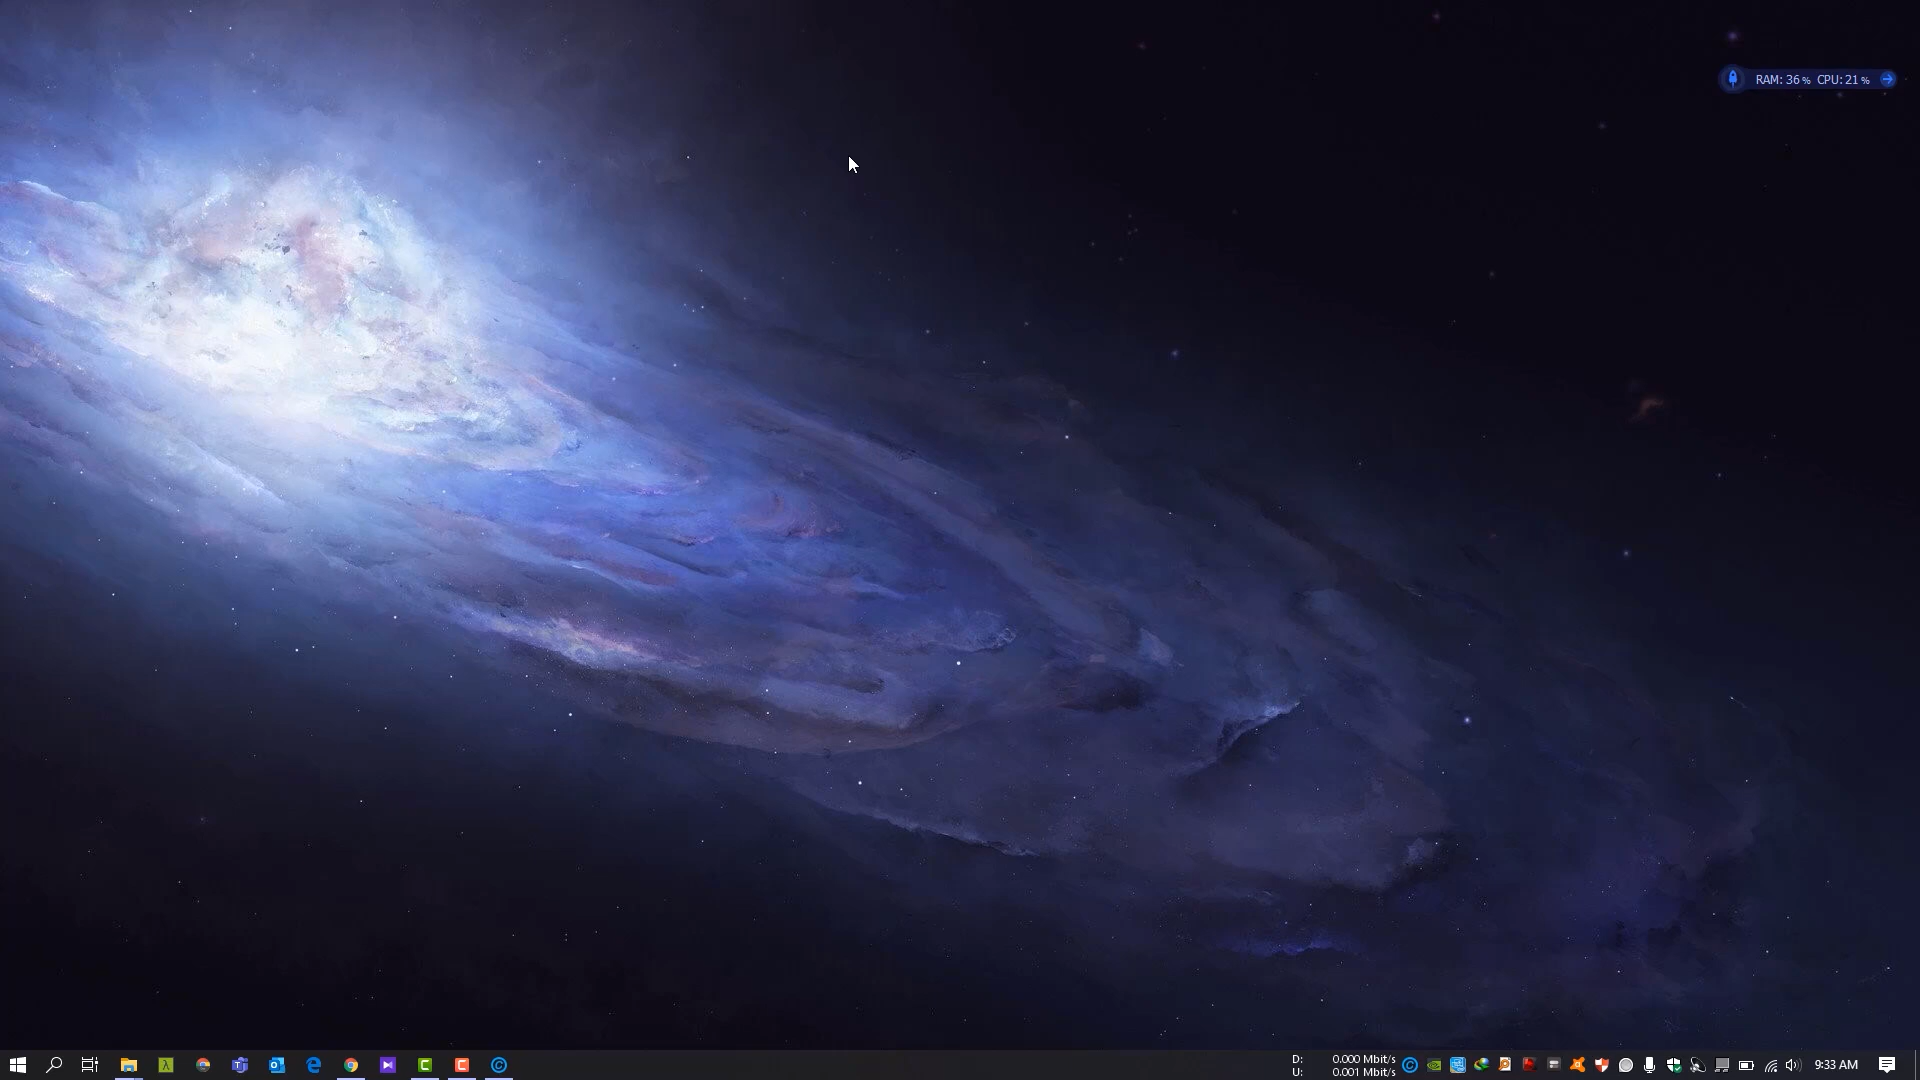 RAM: 36% CPU: 21%
D: 0.000 Mbit/s
U: 0.001 Mbit/s
9:33 AM